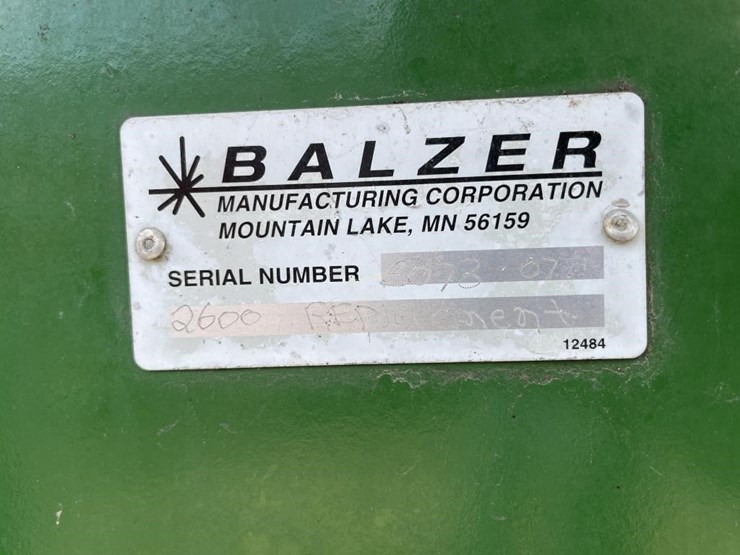 BALZER
MANUFACTURING CORPORATION
MOUNTAIN LAKE, MN 56159
SERIAL NUMBER
2600 REPlacement
12484